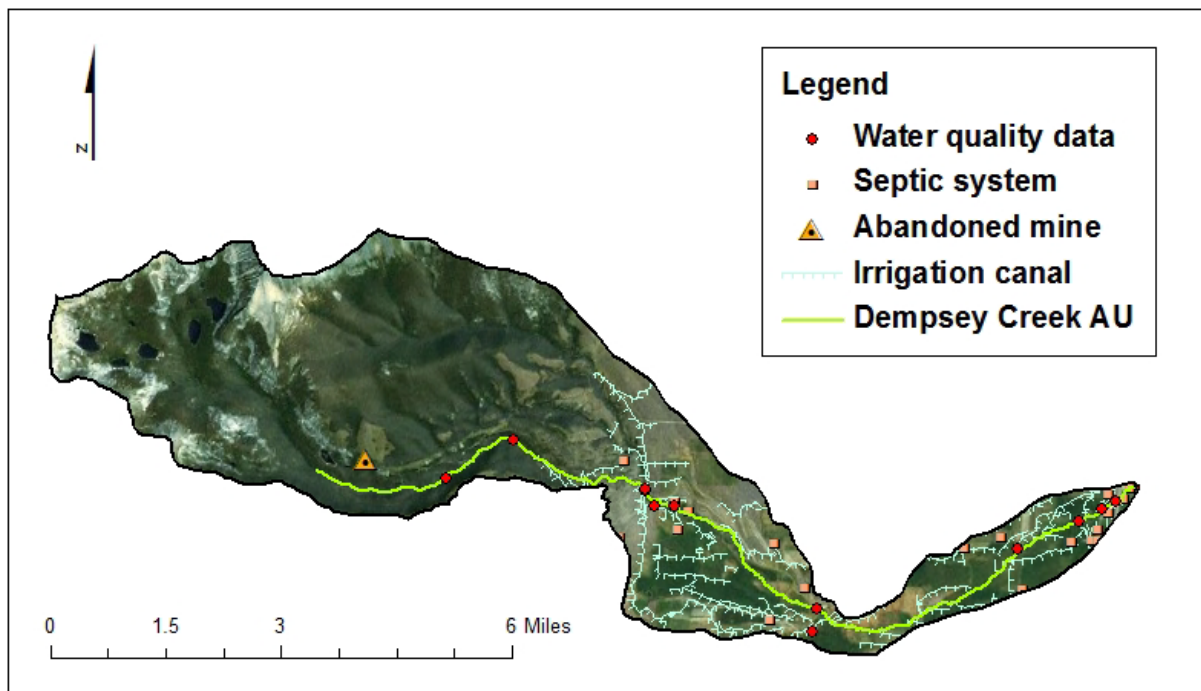 Z
Legend
Water quality data
Septic system
Abandoned mine
Irrigation canal
Dempsey Creek AU
0 1.5 3 6 Miles